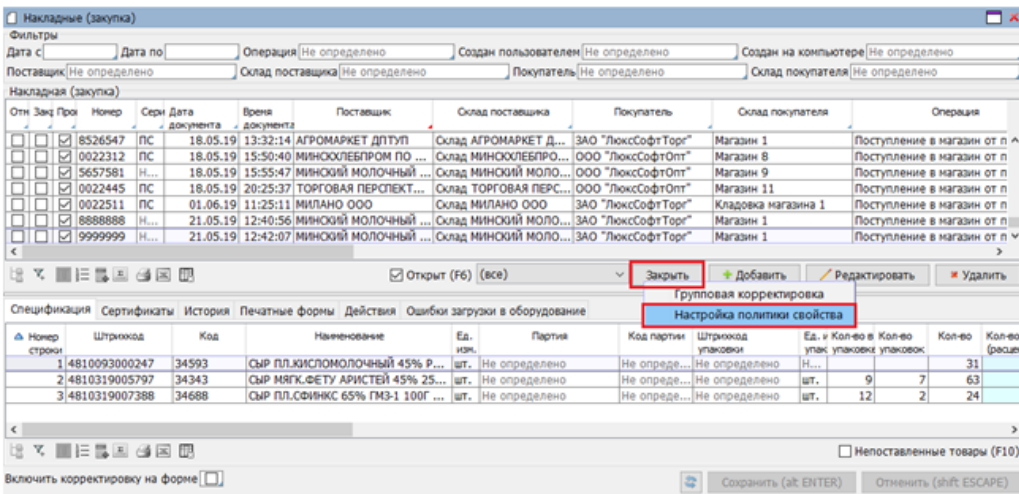 Накладные (закупка)
Фильтры
Дата с Дата по Операция Не определено Создан пользователем Не определено Создан на компьютере Не определено
Поставщик Не определено Склад поставщика Не определено Покупатель Не определено Склад покупателя Не определено
Накладная (закупка)
Отм Закр Про Номер Сери Дата документа Время документа Поставщик Склад поставщика Покупатель Склад покупателя Операция
8526547 ПС 18.05.19 13:32:14 АГРОМАРКЕТ ДПТУП Склад АГРОМАРКЕТ Д... ЗАО "ЛюксСофтТорг" Магазин 1 Поступление в магазин от п
0022312 ПС 18.05.19 15:50:40 МИНСКХЛЕБПРОМ ПО ... Склад МИНСКХЛЕБПРО... ООО "ЛюксСофтОпт" Магазин 8 Поступление в магазин от п
5657581 Н... 18.05.19 15:55:47 МИНСКИЙ МОЛОЧНЫЙ ... Склад МИНСКИЙ МОЛО... ООО "ЛюксСофтОпт" Магазин 9 Поступление в магазин от п
0022445 ПС 18.05.19 20:25:37 ТОРГОВАЯ ПЕРСПЕКТ... Склад ТОРГОВАЯ ПЕРС... ООО "ЛюксСофтОпт" Магазин 11 Поступление в магазин от п
0022511 ПС 01.06.19 11:25:11 МИЛАНО ООО Склад МИЛАНО ООО ЗАО "ЛюксСофтТорг" Кладовка магазина 1 Поступление в магазин от п
8888888 Н... 21.05.19 12:40:56 МИНСКИЙ МОЛОЧНЫЙ ... Склад МИНСКИЙ МОЛО... ЗАО "ЛюксСофтТорг" Магазин 1 Поступление в магазин от п
9999999 Н... 21.05.19 12:42:07 МИНСКИЙ МОЛОЧНЫЙ ... Склад МИНСКИЙ МОЛО... ЗАО "ЛюксСофтТорг" Магазин 1 Поступление в магазин от п
Открыт (F6) (все) Закрыть Добавить Редактировать Удалить
Групповая корректировка
Настройка политики свойства
Спецификация Сертификаты История Печатные формы Действия Ошибки загрузки в оборудование
Номер строки Штрихкод Код Наименование Ед. изм. Партия Код партии Штрихкод упаковки Ед. и упак Кол-во в упаковке Кол-во упаковок Кол-во Кол-во (расцен
1 4810093000247 34593 СЫР ПЛ.КИСЛОМОЛОЧНЫЙ 45% Р... шт. Не определено Не опреде... Не определено Н... 31
2 4810319005797 34343 СЫР МЯГК.ФЕТУ АРИСТЕЙ 45% 25... шт. Не определено Не опреде... Не определено шт. 9 7 63
3 4810319007388 34688 СЫР ПЛ.СФИНКС 65% ГМЗ-1 100Г ... шт. Не определено Не опреде... Не определено шт. 12 2 24
Непоставленные товары (F10)
Включить корректировку на форме Сохранить (alt ENTER) Отменить (shift ESCAPE)